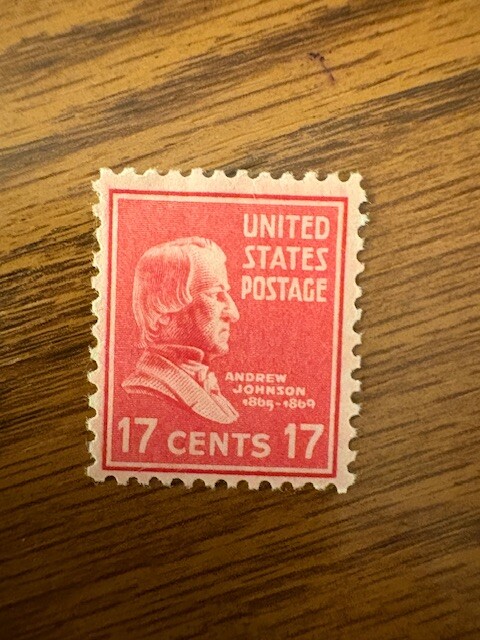 UNITED
STATES
POSTAGE
ANDREW
JOHNSON
1865-1869
17 CENTS 17